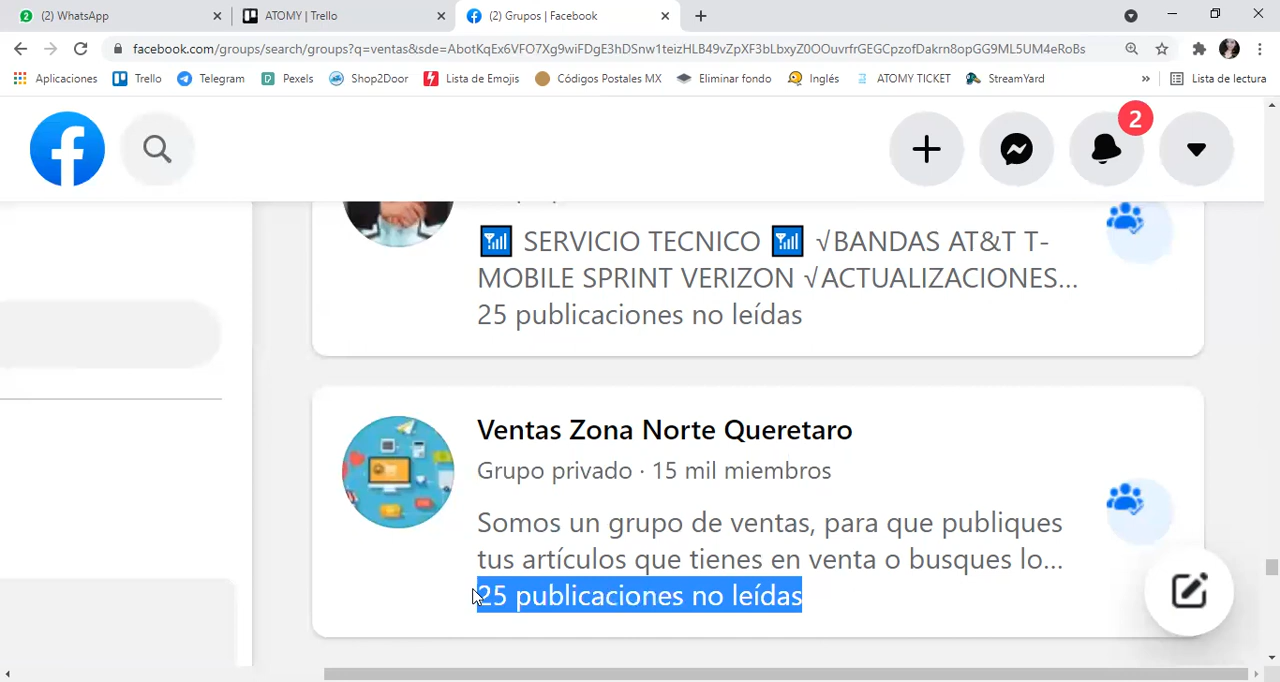 (2) WhatsApp
ATOMY | Trello
(2) Grupos | Facebook
facebook.com/groups/search/groups?q=ventas&sde=AbotKqEx6VFO7Xg9wiFDgE3hDSnw1teizHLB49vZpXF3bLbxyZ0OOuvrfrGEGCpzofDakrn8opGG9ML5UM4eRoBs
Aplicaciones Trello Telegram Pexels Shop2Door Lista de Emojis Códigos Postales MX Eliminar fondo Inglés ATOMY TICKET StreamYard » Lista de lectura
2
SERVICIO TECNICO √BANDAS AT&T T-
MOBILE SPRINT VERIZON √ACTUALIZACIONES...
25 publicaciones no leídas
Ventas Zona Norte Queretaro
Grupo privado · 15 mil miembros
Somos un grupo de ventas, para que publiques
tus artículos que tienes en venta o busques lo...
25 publicaciones no leídas